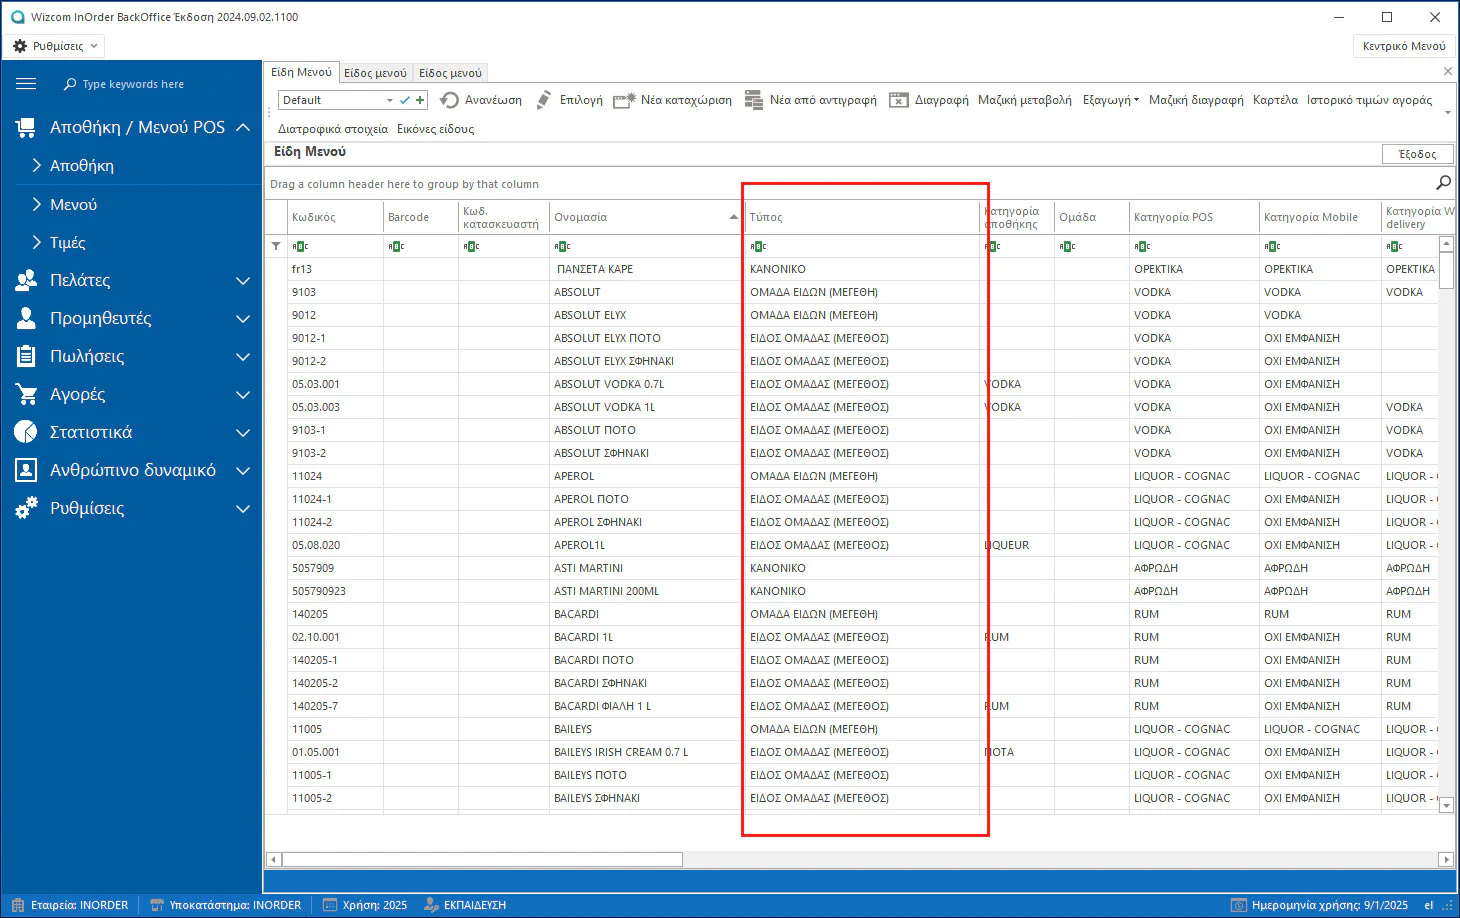 Wizcom InOrder BackOffice Έκδοση 2024.09.02.1100
Ρυθμίσεις
Κεντρικό Μενού
Type keywords here
Αποθήκη / Μενού POS
Αποθήκη
Μενού
Τιμές
Πελάτες
Προμηθευτές
Πωλήσεις
Αγορές
Στατιστικά
Ανθρώπινο δυναμικό
Ρυθμίσεις
Είδη Μενού Είδος μενού Είδος μενού
Default Ανανέωση Επιλογή Νέα καταχώριση Νέα από αντιγραφή Διαγραφή Μαζική μεταβολή Εξαγωγή Μαζική διαγραφή Καρτέλα Ιστορικό τιμών αγοράς
Διατροφικά στοιχεία Εικόνες είδους
Είδη Μενού Έξοδος
Drag a column header here to group by that column
Κωδικός Barcode Κωδ. κατασκευαστή Ονομασία Τύπος Κατηγορία αποθήκης Ομάδα Κατηγορία POS Κατηγορία Mobile Κατηγορία W delivery
ABC ABC ABC ABC ABC ABC ABC ABC ABC ABC
fr13 ΠΑΝΣΕΤΑ ΚΑΡΕ ΚΑΝΟΝΙΚΟ ΟΡΕΚΤΙΚΑ ΟΡΕΚΤΙΚΑ ΟΡΕΚΤΙΚΑ
9103 ABSOLUT ΟΜΑΔΑ ΕΙΔΩΝ (ΜΕΓΕΘΗ) VODKA VODKA VODKA
9012 ABSOLUT ELYX ΟΜΑΔΑ ΕΙΔΩΝ (ΜΕΓΕΘΗ) VODKA VODKA
9012-1 ABSOLUT ELYX ΠΟΤΟ ΕΙΔΟΣ ΟΜΑΔΑΣ (ΜΕΓΕΘΟΣ) VODKA ΟΧΙ ΕΜΦΑΝΙΣΗ
9012-2 ABSOLUT ELYX ΣΦΗΝΑΚΙ ΕΙΔΟΣ ΟΜΑΔΑΣ (ΜΕΓΕΘΟΣ) VODKA ΟΧΙ ΕΜΦΑΝΙΣΗ
05.03.001 ABSOLUT VODKA 0.7L ΕΙΔΟΣ ΟΜΑΔΑΣ (ΜΕΓΕΘΟΣ) VODKA VODKA ΟΧΙ ΕΜΦΑΝΙΣΗ
05.03.003 ABSOLUT VODKA 1L ΕΙΔΟΣ ΟΜΑΔΑΣ (ΜΕΓΕΘΟΣ) VODKA VODKA ΟΧΙ ΕΜΦΑΝΙΣΗ VODKA
9103-1 ABSOLUT ΠΟΤΟ ΕΙΔΟΣ ΟΜΑΔΑΣ (ΜΕΓΕΘΟΣ) VODKA ΟΧΙ ΕΜΦΑΝΙΣΗ VODKA
9103-2 ABSOLUT ΣΦΗΝΑΚΙ ΕΙΔΟΣ ΟΜΑΔΑΣ (ΜΕΓΕΘΟΣ) VODKA ΟΧΙ ΕΜΦΑΝΙΣΗ VODKA
11024 APEROL ΟΜΑΔΑ ΕΙΔΩΝ (ΜΕΓΕΘΗ) LIQUOR - COGNAC LIQUOR - COGNAC LIQUOR -
11024-1 APEROL ΠΟΤΟ ΕΙΔΟΣ ΟΜΑΔΑΣ (ΜΕΓΕΘΟΣ) LIQUOR - COGNAC ΟΧΙ ΕΜΦΑΝΙΣΗ LIQUOR -
11024-2 APEROL ΣΦΗΝΑΚΙ ΕΙΔΟΣ ΟΜΑΔΑΣ (ΜΕΓΕΘΟΣ) LIQUOR - COGNAC ΟΧΙ ΕΜΦΑΝΙΣΗ LIQUOR -
05.08.020 APEROL1L ΕΙΔΟΣ ΟΜΑΔΑΣ (ΜΕΓΕΘΟΣ) LIQUEUR LIQUOR - COGNAC ΟΧΙ ΕΜΦΑΝΙΣΗ LIQUOR -
5057909 ASTI MARTINI ΚΑΝΟΝΙΚΟ ΑΦΡΩΔΗ ΑΦΡΩΔΗ ΑΦΡΩΔΗ
505790923 ASTI MARTINI 200ML ΚΑΝΟΝΙΚΟ ΑΦΡΩΔΗ ΑΦΡΩΔΗ ΑΦΡΩΔΗ
140205 BACARDI ΟΜΑΔΑ ΕΙΔΩΝ (ΜΕΓΕΘΗ) RUM RUM RUM
02.10.001 BACARDI 1L ΕΙΔΟΣ ΟΜΑΔΑΣ (ΜΕΓΕΘΟΣ) RUM RUM ΟΧΙ ΕΜΦΑΝΙΣΗ RUM
140205-1 BACARDI ΠΟΤΟ ΕΙΔΟΣ ΟΜΑΔΑΣ (ΜΕΓΕΘΟΣ) RUM ΟΧΙ ΕΜΦΑΝΙΣΗ RUM
140205-2 BACARDI ΣΦΗΝΑΚΙ ΕΙΔΟΣ ΟΜΑΔΑΣ (ΜΕΓΕΘΟΣ) RUM ΟΧΙ ΕΜΦΑΝΙΣΗ RUM
140205-7 BACARDI ΦΙΑΛΗ 1 L ΕΙΔΟΣ ΟΜΑΔΑΣ (ΜΕΓΕΘΟΣ) RUM RUM ΟΧΙ ΕΜΦΑΝΙΣΗ RUM
11005 BAILEYS ΟΜΑΔΑ ΕΙΔΩΝ (ΜΕΓΕΘΗ) LIQUOR - COGNAC LIQUOR - COGNAC LIQUOR -
01.05.001 BAILEYS IRISH CREAM 0.7 L ΕΙΔΟΣ ΟΜΑΔΑΣ (ΜΕΓΕΘΟΣ) ΠΟΤΑ LIQUOR - COGNAC ΟΧΙ ΕΜΦΑΝΙΣΗ LIQUOR -
11005-1 BAILEYS ΠΟΤΟ ΕΙΔΟΣ ΟΜΑΔΑΣ (ΜΕΓΕΘΟΣ) LIQUOR - COGNAC ΟΧΙ ΕΜΦΑΝΙΣΗ LIQUOR -
11005-2 BAILEYS ΣΦΗΝΑΚΙ ΕΙΔΟΣ ΟΜΑΔΑΣ (ΜΕΓΕΘΟΣ) LIQUOR - COGNAC ΟΧΙ ΕΜΦΑΝΙΣΗ LIQUOR -
Εταιρεία: INORDER Υποκατάστημα: INORDER Χρήση: 2025 ΕΚΠΑΙΔΕΥΣΗ Ημερομηνία χρήσης: 9/1/2025 el